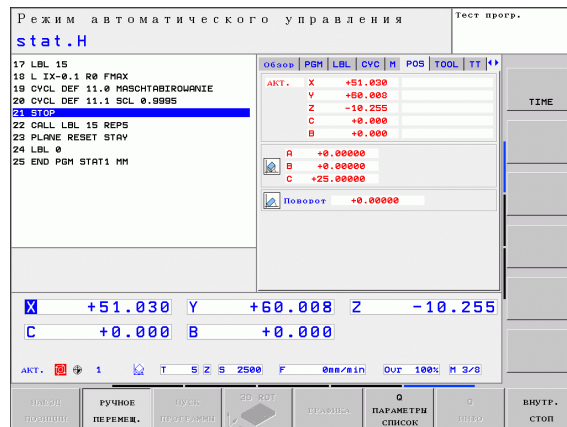 Режим автоматического управления
Тест прогр.
stat.H
17 LBL 15
18 L IX-0.1 R0 FMAX
19 CYCL DEF 11.0 MASCHTABIROWANIE
20 CYCL DEF 11.1 SCL 0.9995
21 STOP
22 CALL LBL 15 REP5
23 PLANE RESET STAY
24 LBL 0
25 END PGM STAT1 MM
Обзор PGM LBL CYC M POS TOOL TT
АКТ. X +51.030
Y +60.008
Z -10.255
C +0.000
B +0.000
A +0.00000
B +0.00000
C +25.00000
Поворот +0.00000
TIME
X +51.030 Y +60.008 Z -10.255
C +0.000 B +0.000
АКТ. 1 T 5 Z S 2500 F 0mm/min Ovr 100% M 3/8
РУЧНОЕ ПЕРЕМЕЩ.
ПУСК ПРОГРАММЫ
3D ROT
ГРАФИКА
Q ПАРАМЕТРЫ СПИСОК
Q
ВНУТР. СТОП